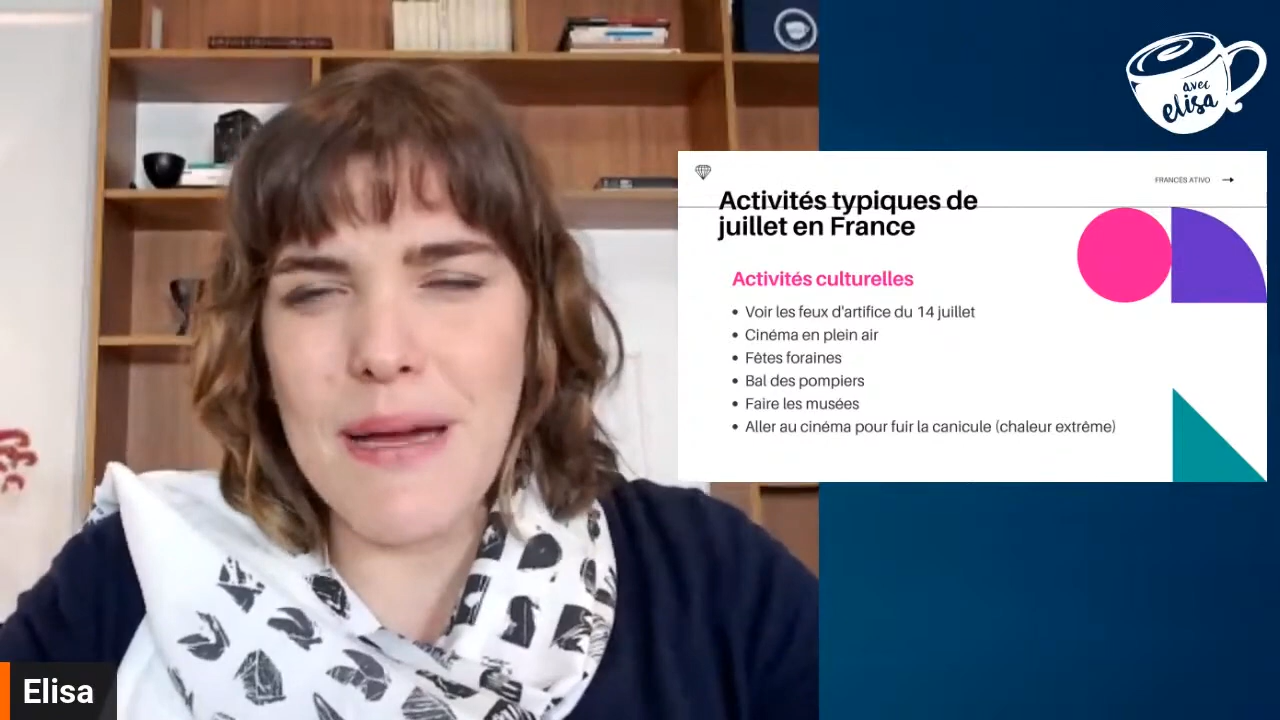 avec
elisa
FRANCÊS ATIVO
Activités typiques de
juillet en France
Activités culturelles
• Voir les feux d'artifice du 14 juillet
• Cinéma en plein air
• Fêtes foraines
• Bal des pompiers
• Faire les musées
• Aller au cinéma pour fuir la canicule (chaleur extrême)
Elisa